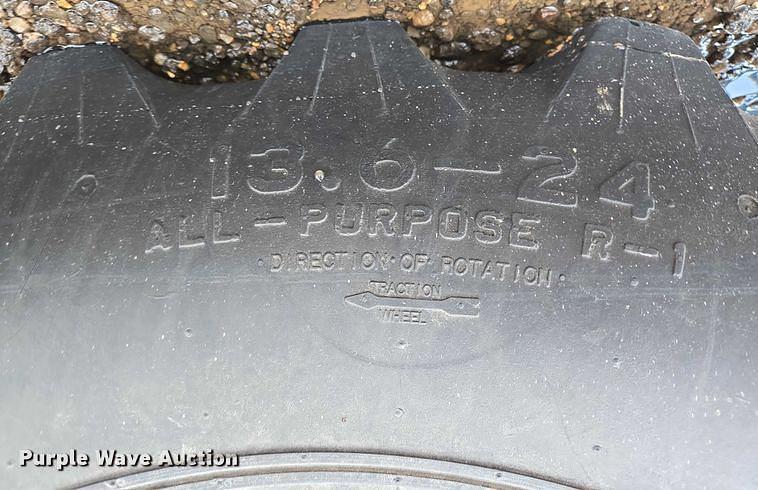 13.6-24
ALL-PURPOSE R-1
·DIRECTION·OF ROTATION·
TRACTION
WHEEL
Purple Wave Auction